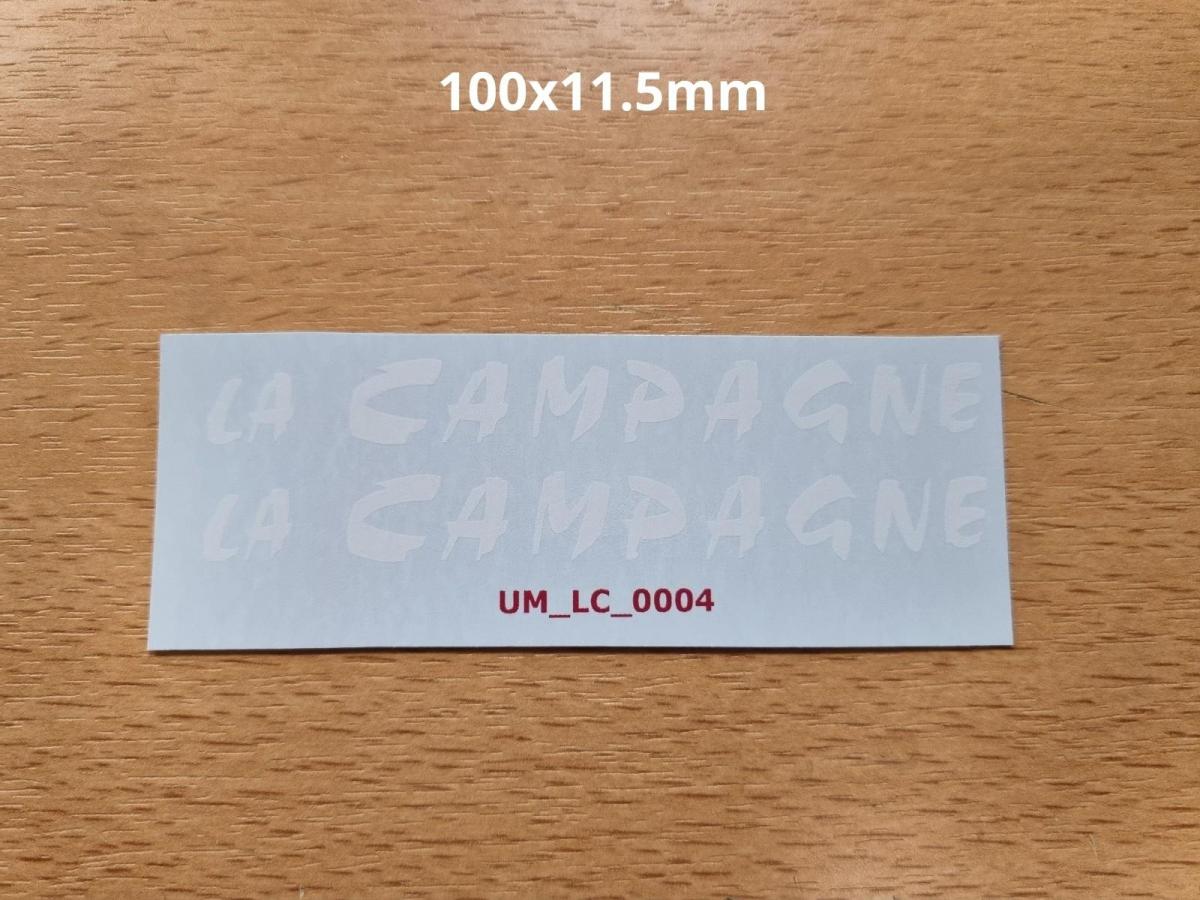 100x11.5mm
LA CAMPAGNE
LA CAMPAGNE
UM_LC_0004